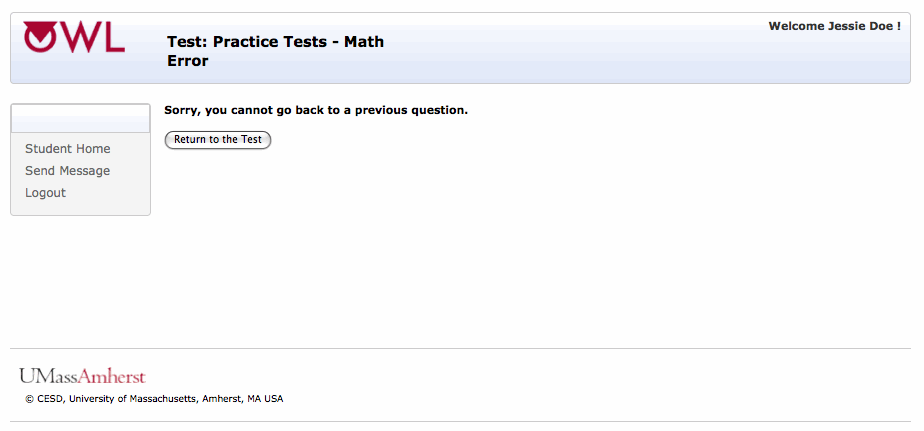 OWL
Test: Practice Tests - Math
Error
Welcome Jessie Doe !
Sorry, you cannot go back to a previous question.
Return to the Test
Student Home
Send Message
Logout
UMassAmherst
© CESD, University of Massachusetts, Amherst, MA USA